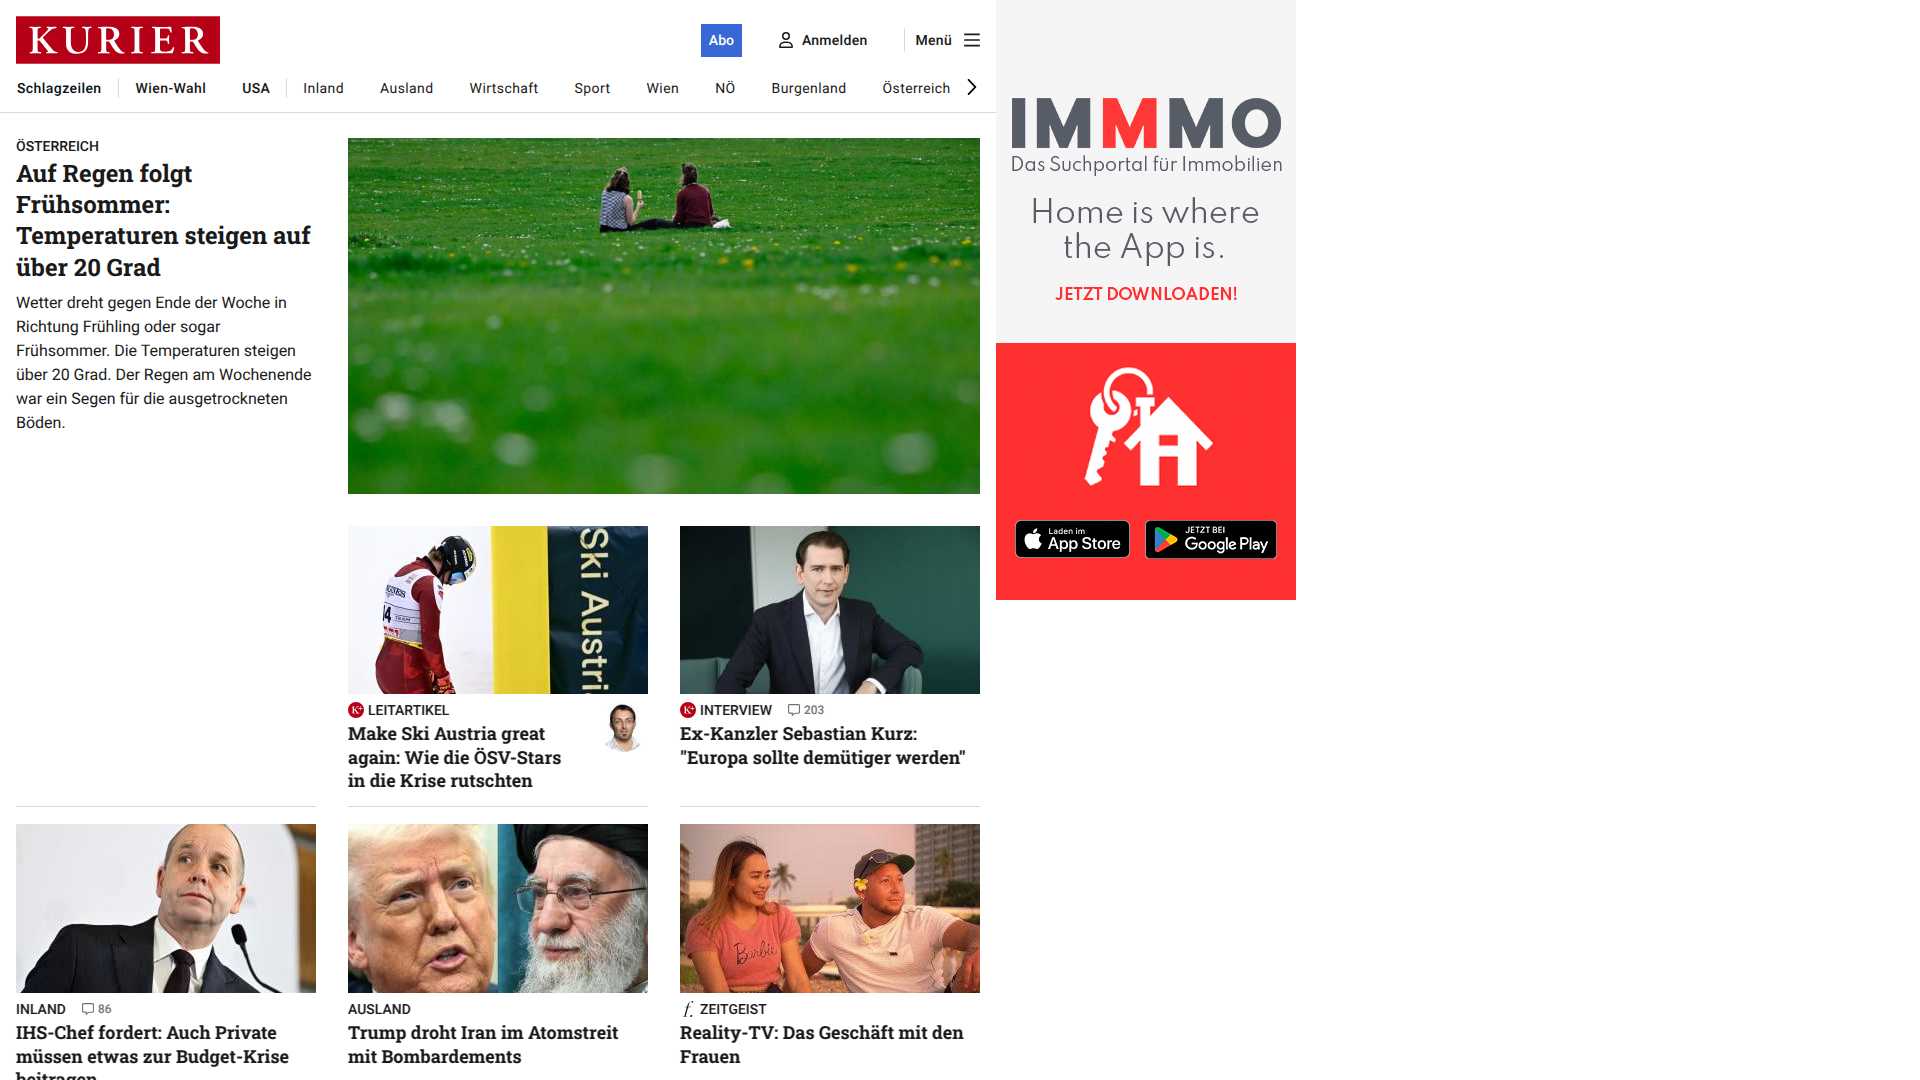 KURIER
Abo
Anmelden
Menü
Schlagzeilen
Wien-Wahl
USA
Inland
Ausland
Wirtschaft
Sport
Wien
NÖ
Burgenland
Österreich
ÖSTERREICH
Auf Regen folgt
Frühsommer:
Temperaturen steigen auf
über 20 Grad
Wetter dreht gegen Ende der Woche in
Richtung Frühling oder sogar
Frühsommer. Die Temperaturen steigen
über 20 Grad. Der Regen am Wochenende
war ein Segen für die ausgetrockneten
Böden.
IMMMO
Das Suchportal für Immobilien
Home is where
the App is.
JETZT DOWNLOADEN!
Laden im
App Store
JETZT BEI
Google Play
Ski Austri
K+ LEITARTIKEL
Make Ski Austria great
again: Wie die ÖSV-Stars
in die Krise rutschten
K+ INTERVIEW 203
Ex-Kanzler Sebastian Kurz:
"Europa sollte demütiger werden"
INLAND 86
IHS-Chef fordert: Auch Private
müssen etwas zur Budget-Krise
beitragen
AUSLAND
Trump droht Iran im Atomstreit
mit Bombardements
Barbie
f. ZEITGEIST
Reality-TV: Das Geschäft mit den
Frauen